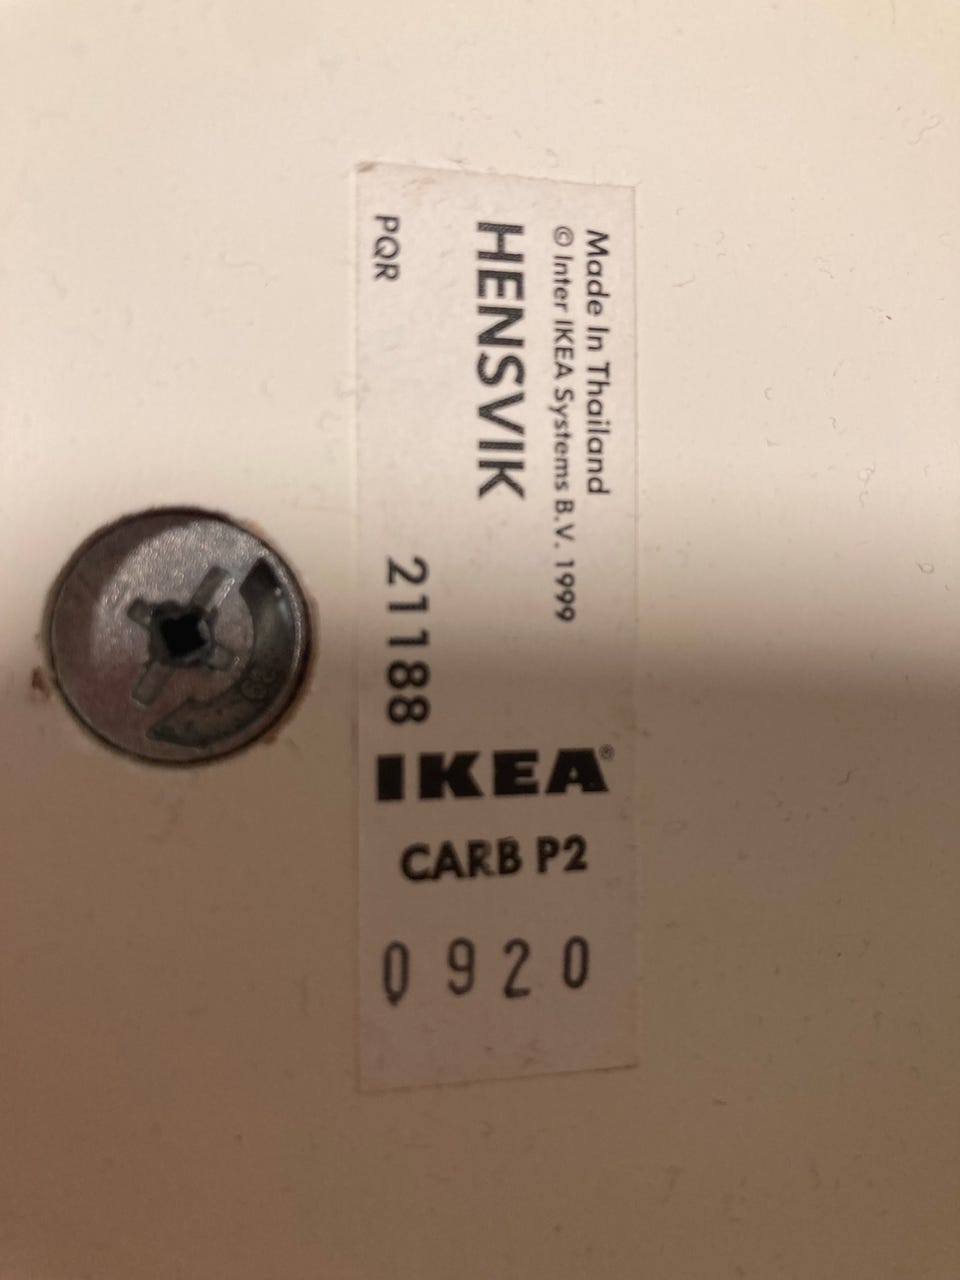 Made In Thailand
© Inter IKEA Systems B.V. 1999
HENSVIK
PQR
21188
IKEA®
CARB P2
0920